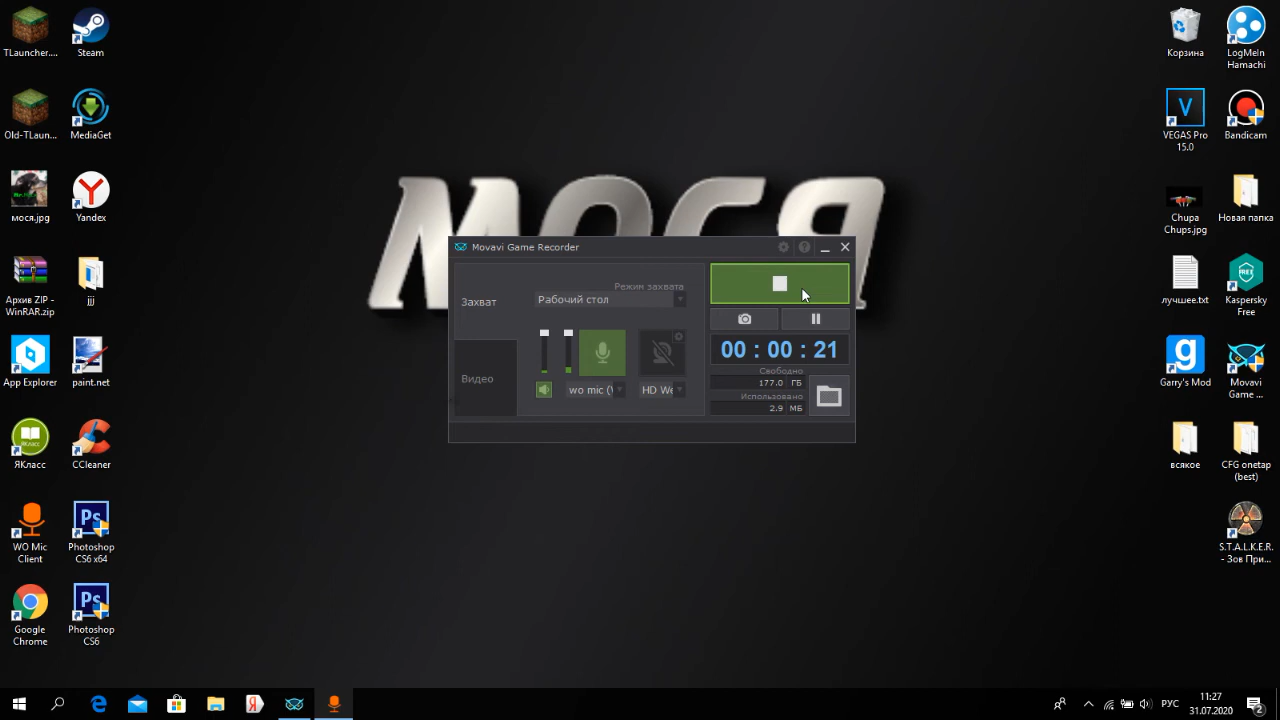 TLauncher....
Steam
Old-TLaun...
MediaGet
мося.jpg
Yandex
Архив ZIP -
WinRAR.zip
jjj
App Explorer
paint.net
ЯКласс
CCleaner
WO Mic
Client
Photoshop
CS6 x64
Google
Chrome
Photoshop
CS6
МОСЯ
Movavi Game Recorder
Захват
Режим захвата
Рабочий стол
Видео
wo mic (
HD We
00 : 00 : 21
Свободно
177.0 ГБ
Использовано
2.9 МБ
Корзина
LogMeIn
Hamachi
VEGAS Pro
15.0
Bandicam
Chupa
Chups.jpg
Новая папка
лучшее.txt
FREE
Kaspersky
Free
Garry's Mod
Movavi
Game ...
всякое
CFG onetap
(best)
S.T.A.L.K.E.R.
- Зов При...
РУС
11:27
31.07.2020
2